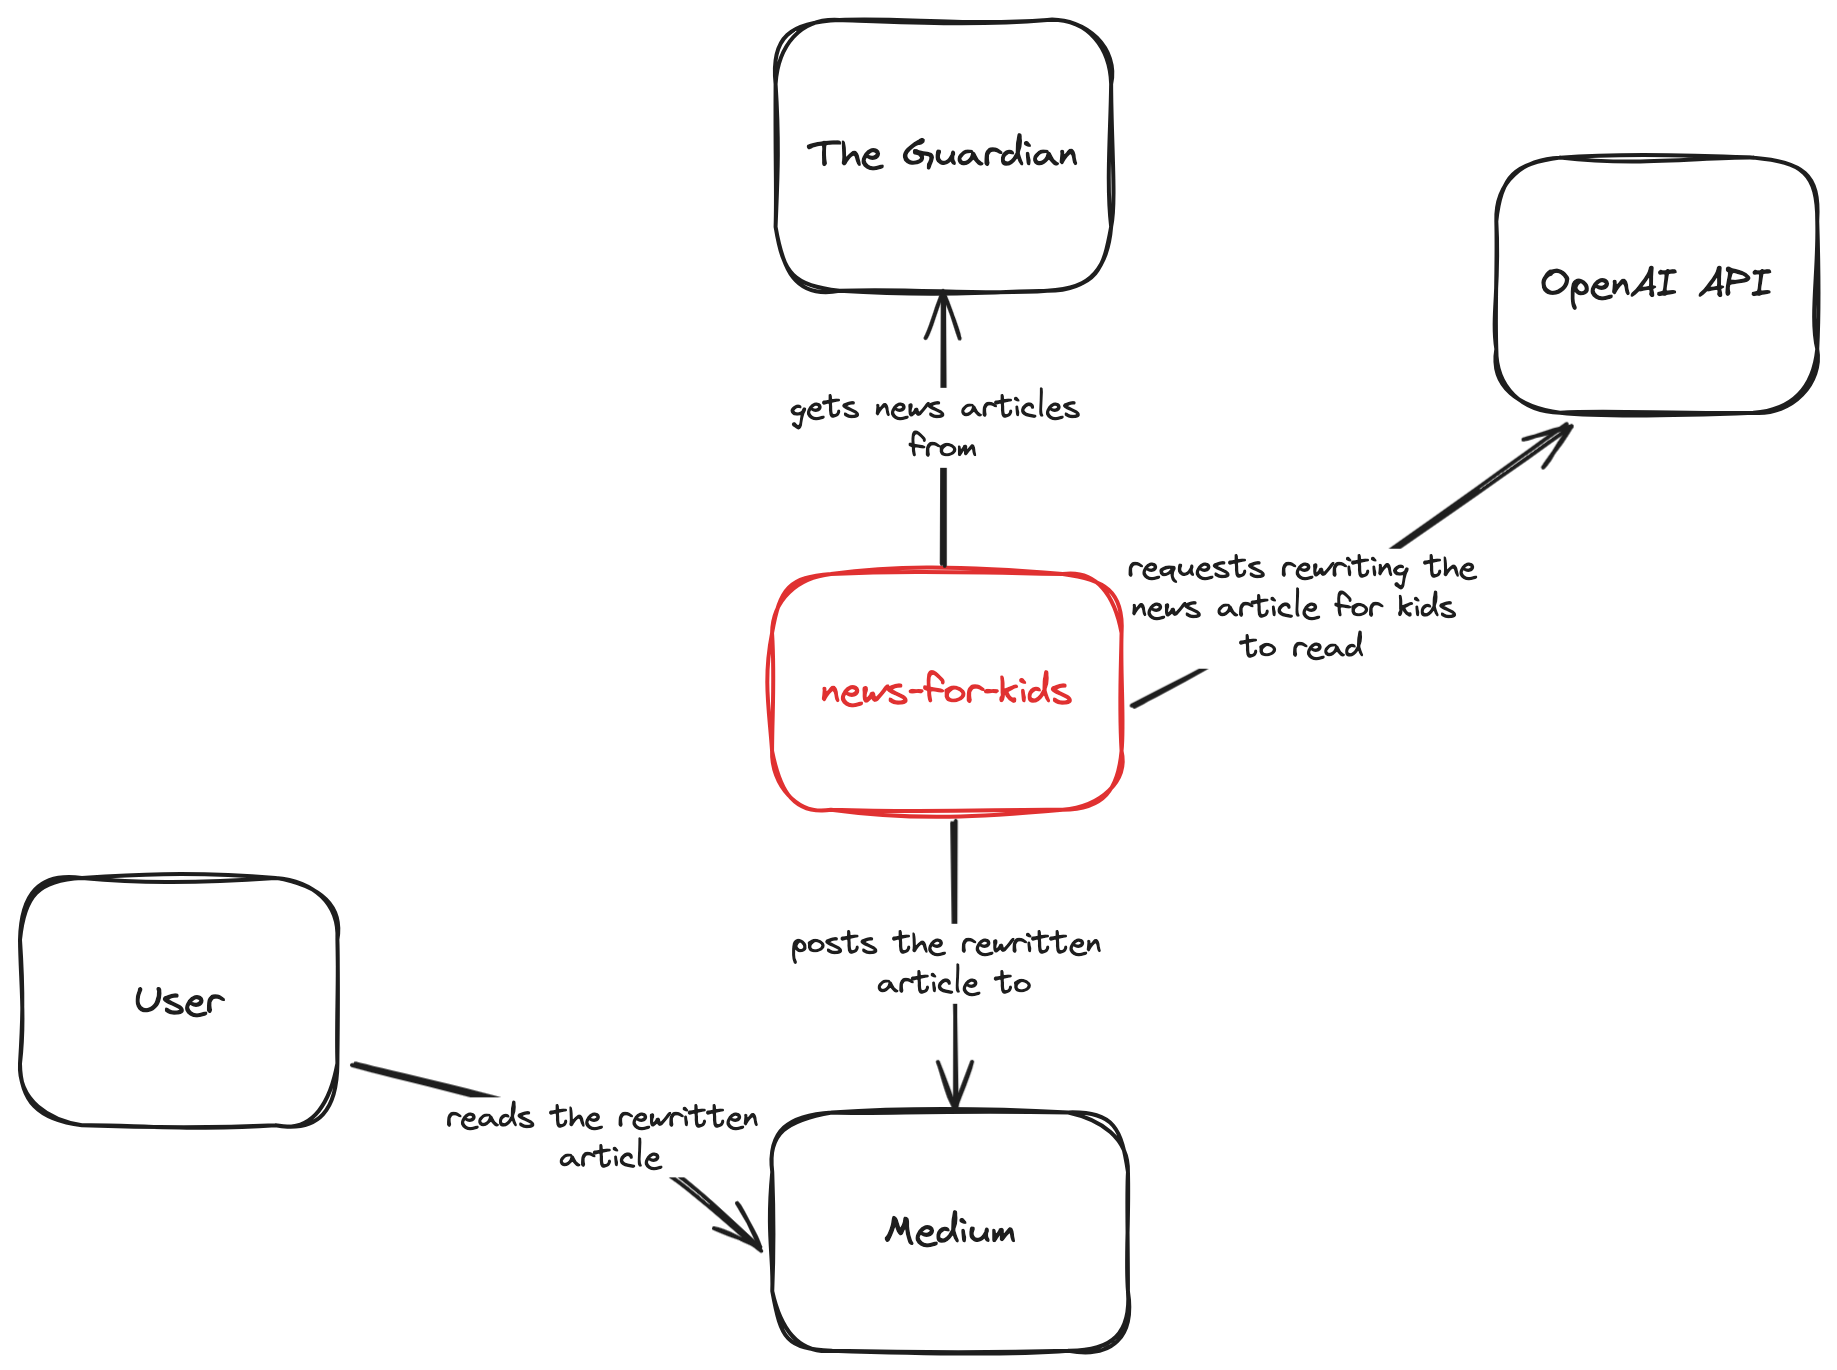 The Guardian
OpenAI API
gets news articles
from
requests rewriting the
news article for kids
to read
news-for-kids
posts the rewritten
article to
User
reads the rewritten
article
Medium